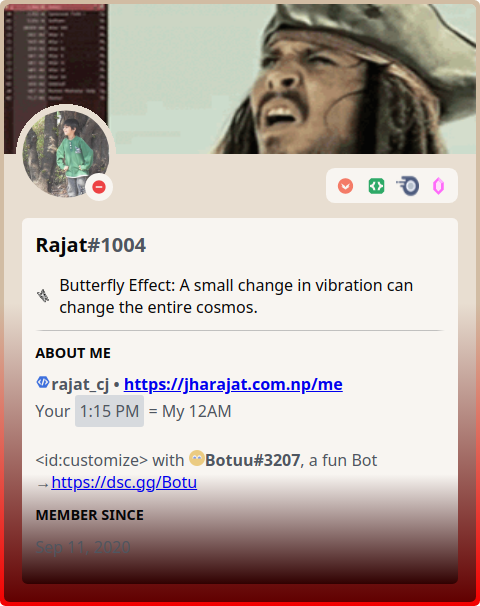 Rajat#1004
Butterfly Effect: A small change in vibration can
change the entire cosmos.
ABOUT ME
rajat_cj • https://jharajat.com.np/me
Your 1:15 PM = My 12AM
<id:customize> with Botuu#3207, a fun Bot
→https://dsc.gg/Botu
MEMBER SINCE
Sep 11, 2020